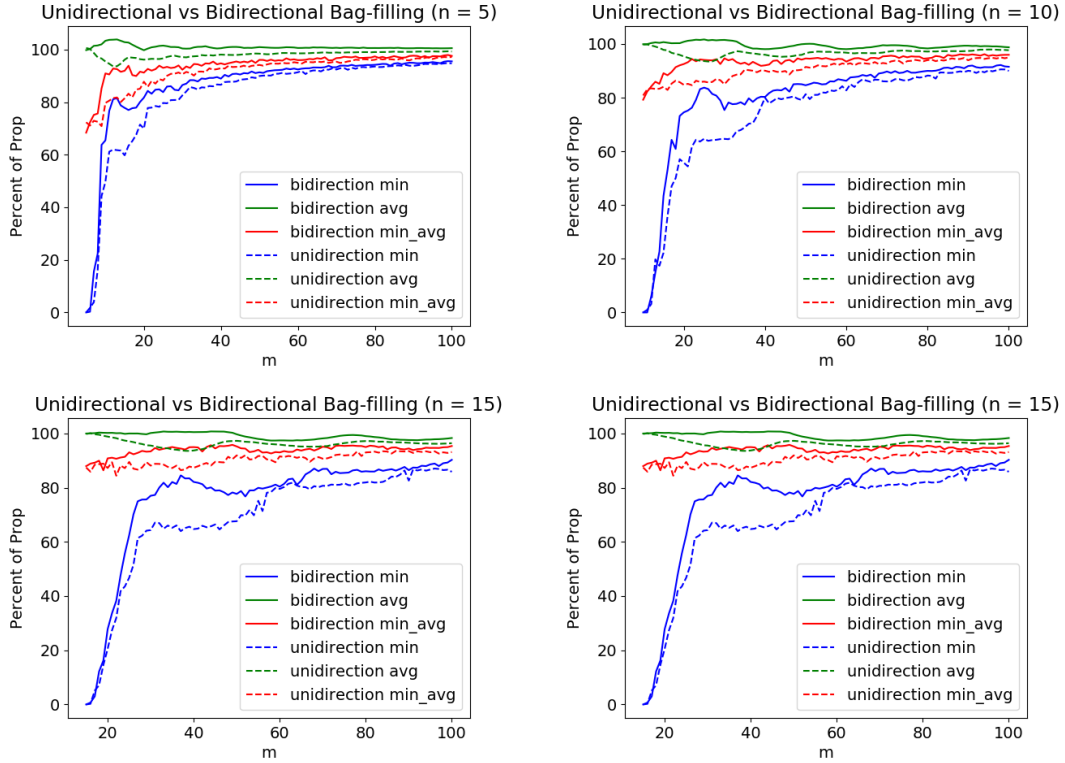 Unidirectional vs Bidirectional Bag-filling (n = 5)
Percent of Prop
100
80
60
40
20
0
bidirection min
bidirection avg
bidirection min_avg
unidirection min
unidirection avg
unidirection min_avg
20 40 60 80 100
m
Unidirectional vs Bidirectional Bag-filling (n = 10)
Percent of Prop
100
80
60
40
20
0
bidirection min
bidirection avg
bidirection min_avg
unidirection min
unidirection avg
unidirection min_avg
20 40 60 80 100
m
Unidirectional vs Bidirectional Bag-filling (n = 15)
Percent of Prop
100
80
60
40
20
0
bidirection min
bidirection avg
bidirection min_avg
unidirection min
unidirection avg
unidirection min_avg
20 40 60 80 100
m
Unidirectional vs Bidirectional Bag-filling (n = 15)
Percent of Prop
100
80
60
40
20
0
bidirection min
bidirection avg
bidirection min_avg
unidirection min
unidirection avg
unidirection min_avg
20 40 60 80 100
m